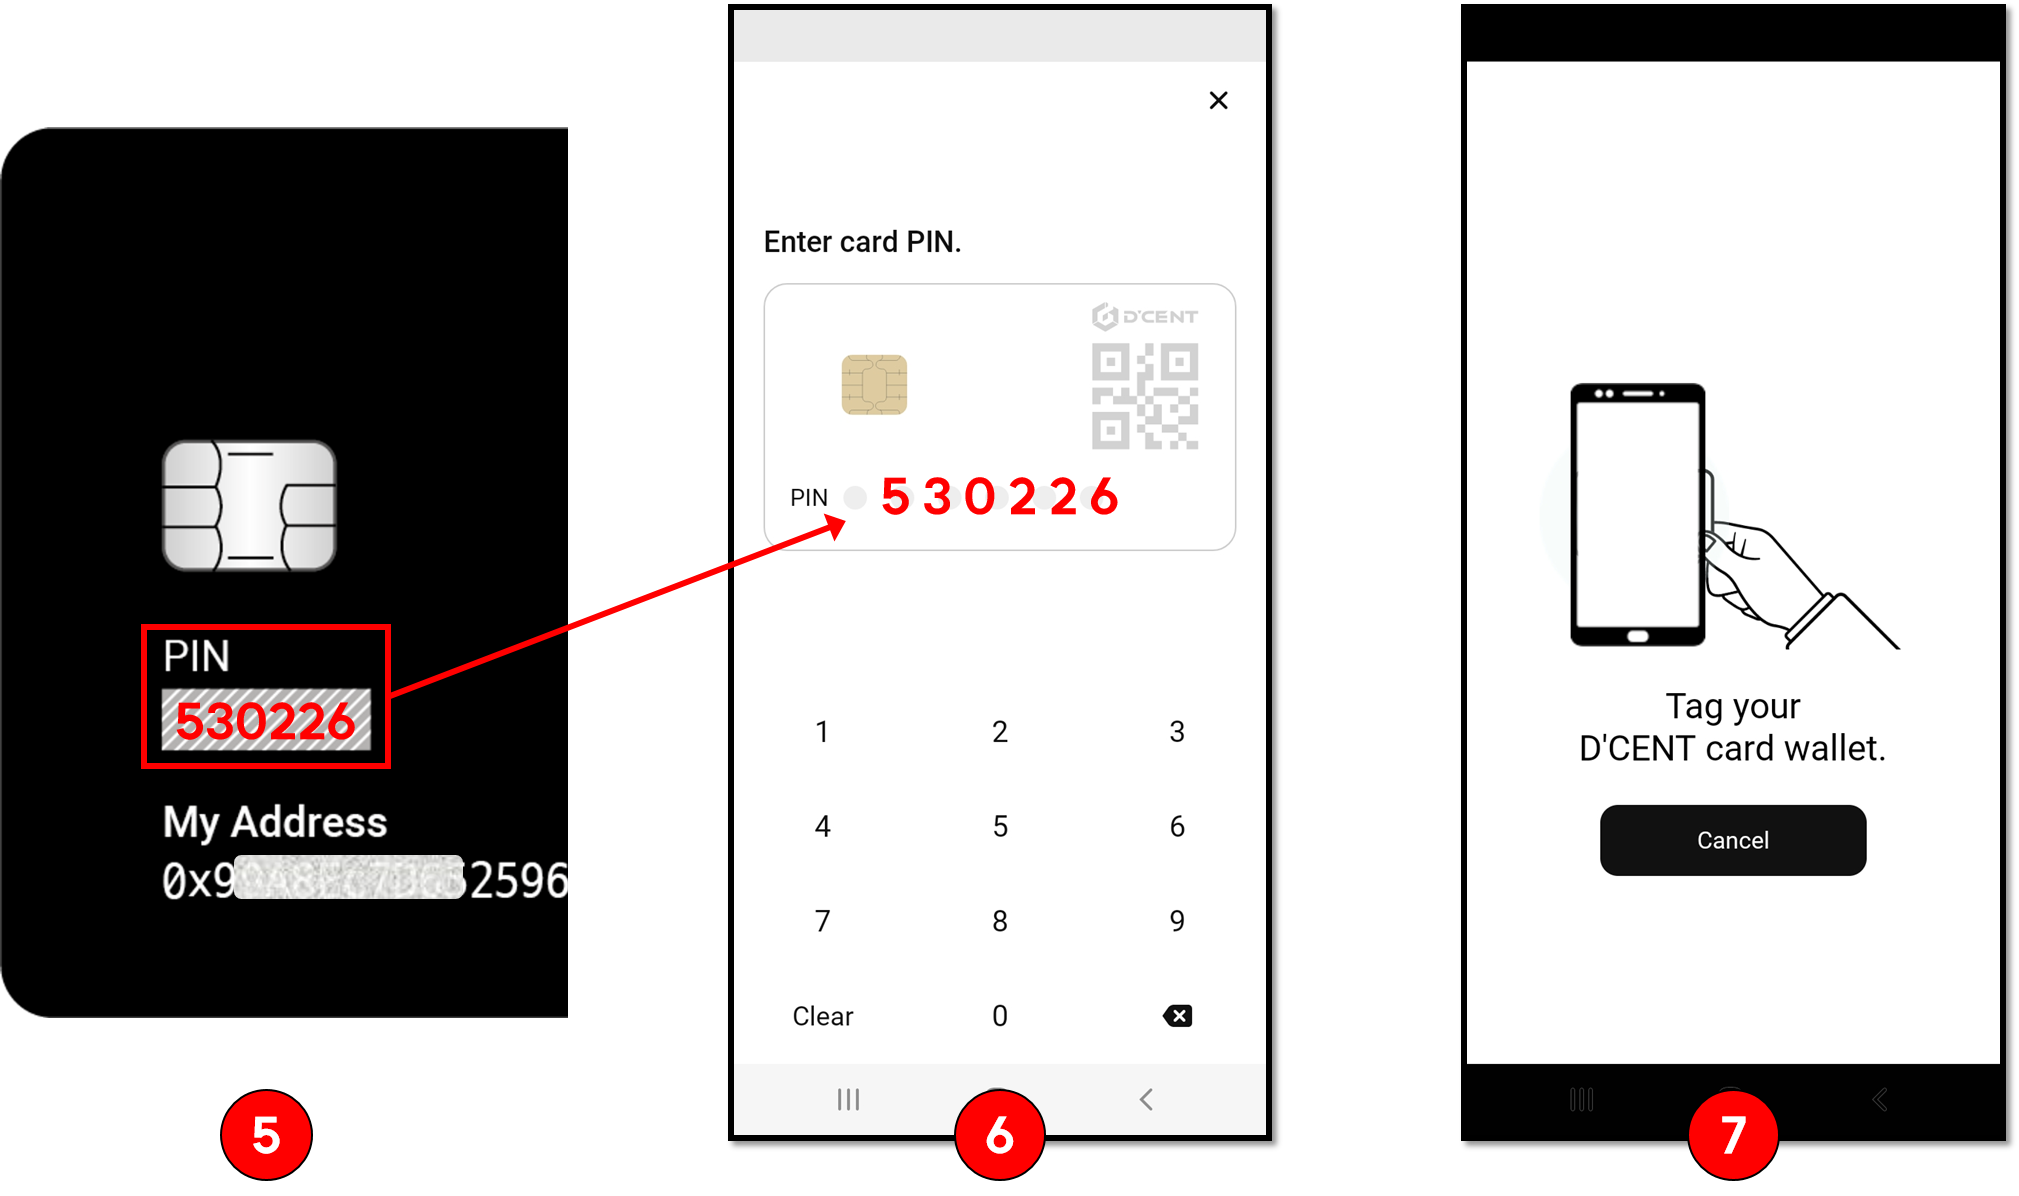 PIN
530226
My Address
0x9 2596
5
Enter card PIN.
D'CENT
PIN 530226
1 2 3
4 5 6
7 8 9
Clear 0
6
Tag your
D'CENT card wallet.
Cancel
7